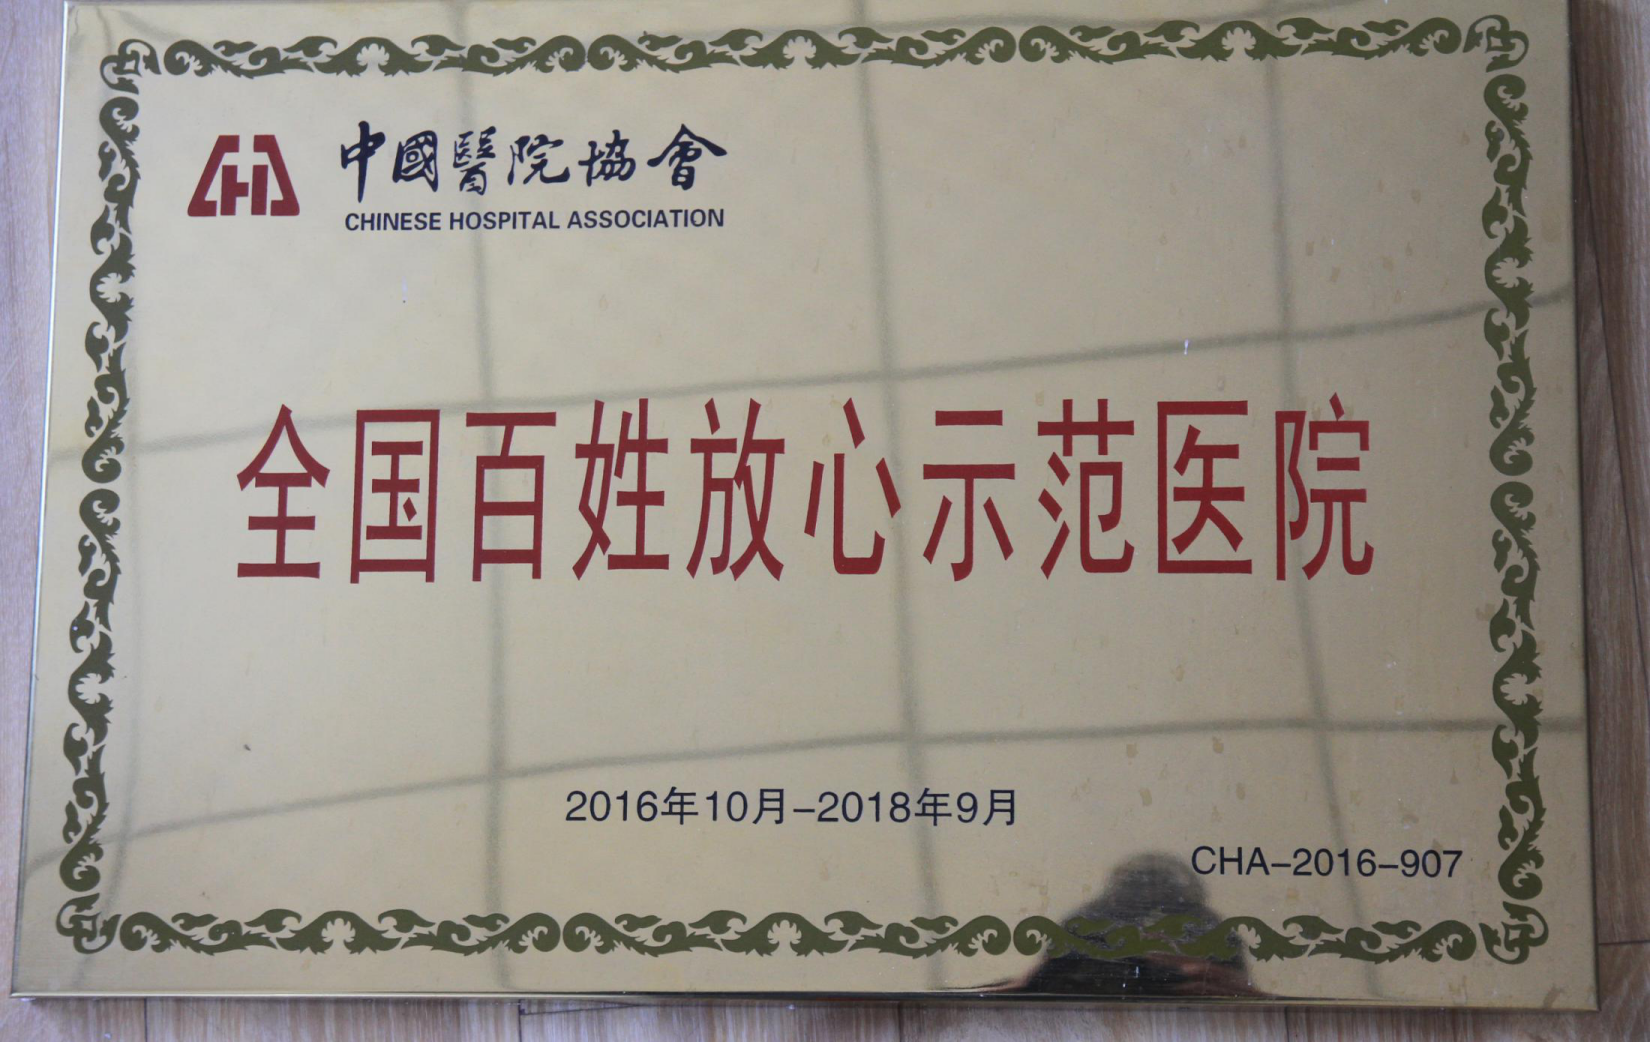 中國醫院協會
CHINESE HOSPITAL ASSOCIATION
全国百姓放心示范医院
2016年10月-2018年9月
CHA-2016-907